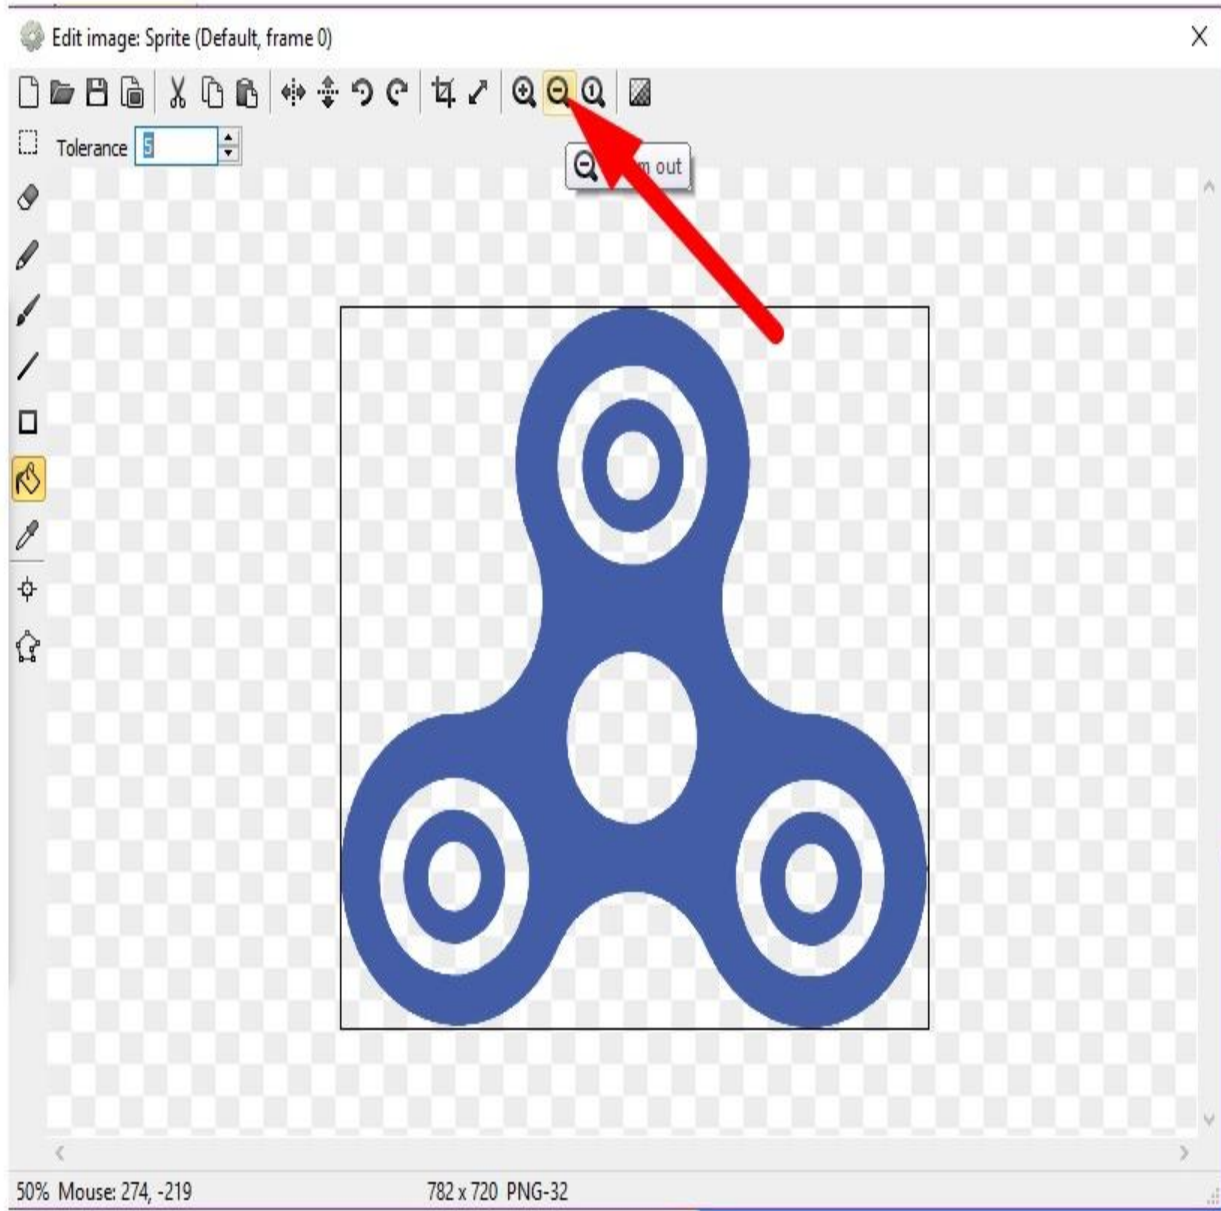 Edit image: Sprite (Default, frame 0)
Tolerance 5
out
50% Mouse: 274, -219
782 x 720 PNG-32